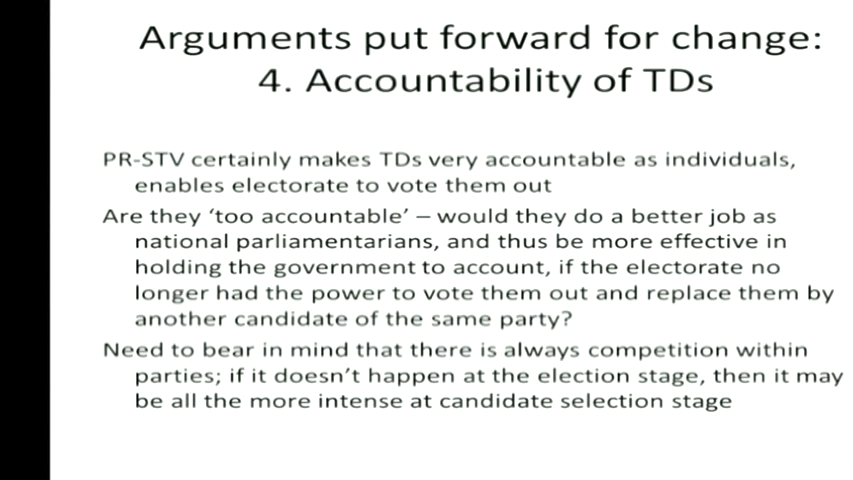 Arguments put forward for change:
4. Accountability of TDs
PR-STV certainly makes TDs very accountable as individuals,
enables electorate to vote them out
Are they ‘too accountable’ – would they do a better job as
national parliamentarians, and thus be more effective in
holding the government to account, if the electorate no
longer had the power to vote them out and replace them by
another candidate of the same party?
Need to bear in mind that there is always competition within
parties; if it doesn’t happen at the election stage, then it may
be all the more intense at candidate selection stage